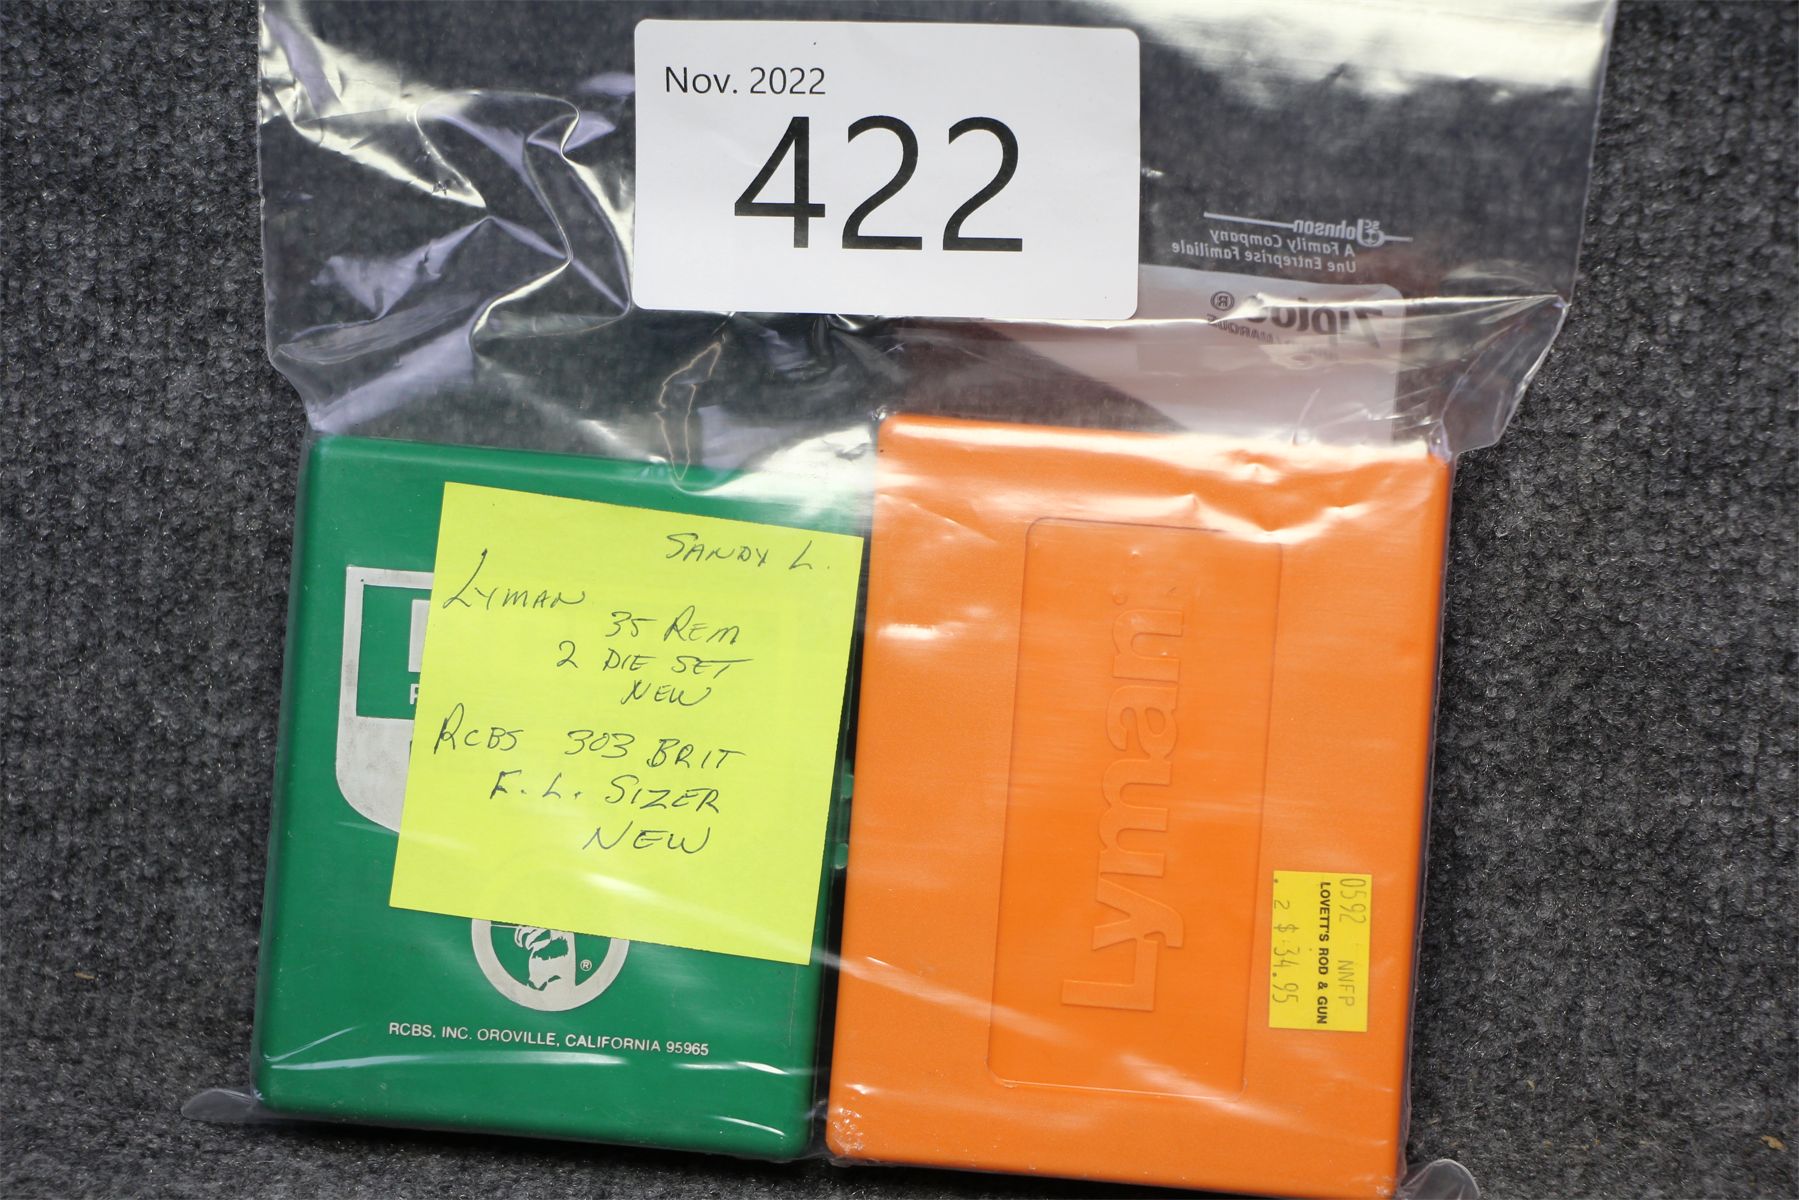 Nov. 2022
422
SC Johnson
A Family Company
Une Entreprise Familiale
SANDY L.
LYMAN
35 REM
2 DIE SET
NEW
RCBS 303 BRIT
F. L. SIZER
NEW
®
RCBS, INC. OROVILLE, CALIFORNIA 95965
Lyman
0592 NNFP
LOVETT'S ROD & GUN
. 2 $ 34.95